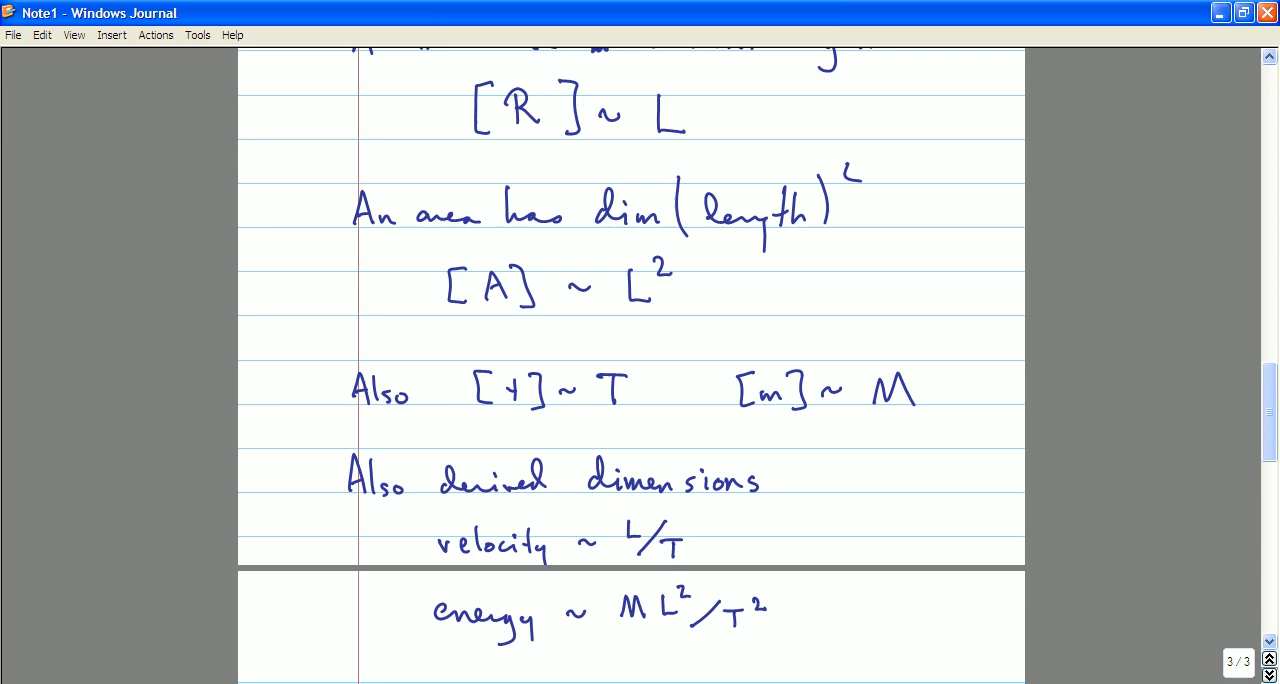 Note1 - Windows Journal
File Edit View Insert Actions Tools Help
[R] ~ L
An area has dim (length)²
[A] ~ L²
Also [t] ~ T [m] ~ M
Also derived dimensions
velocity ~ L/T
energy ~ M L²/T²
3 / 3